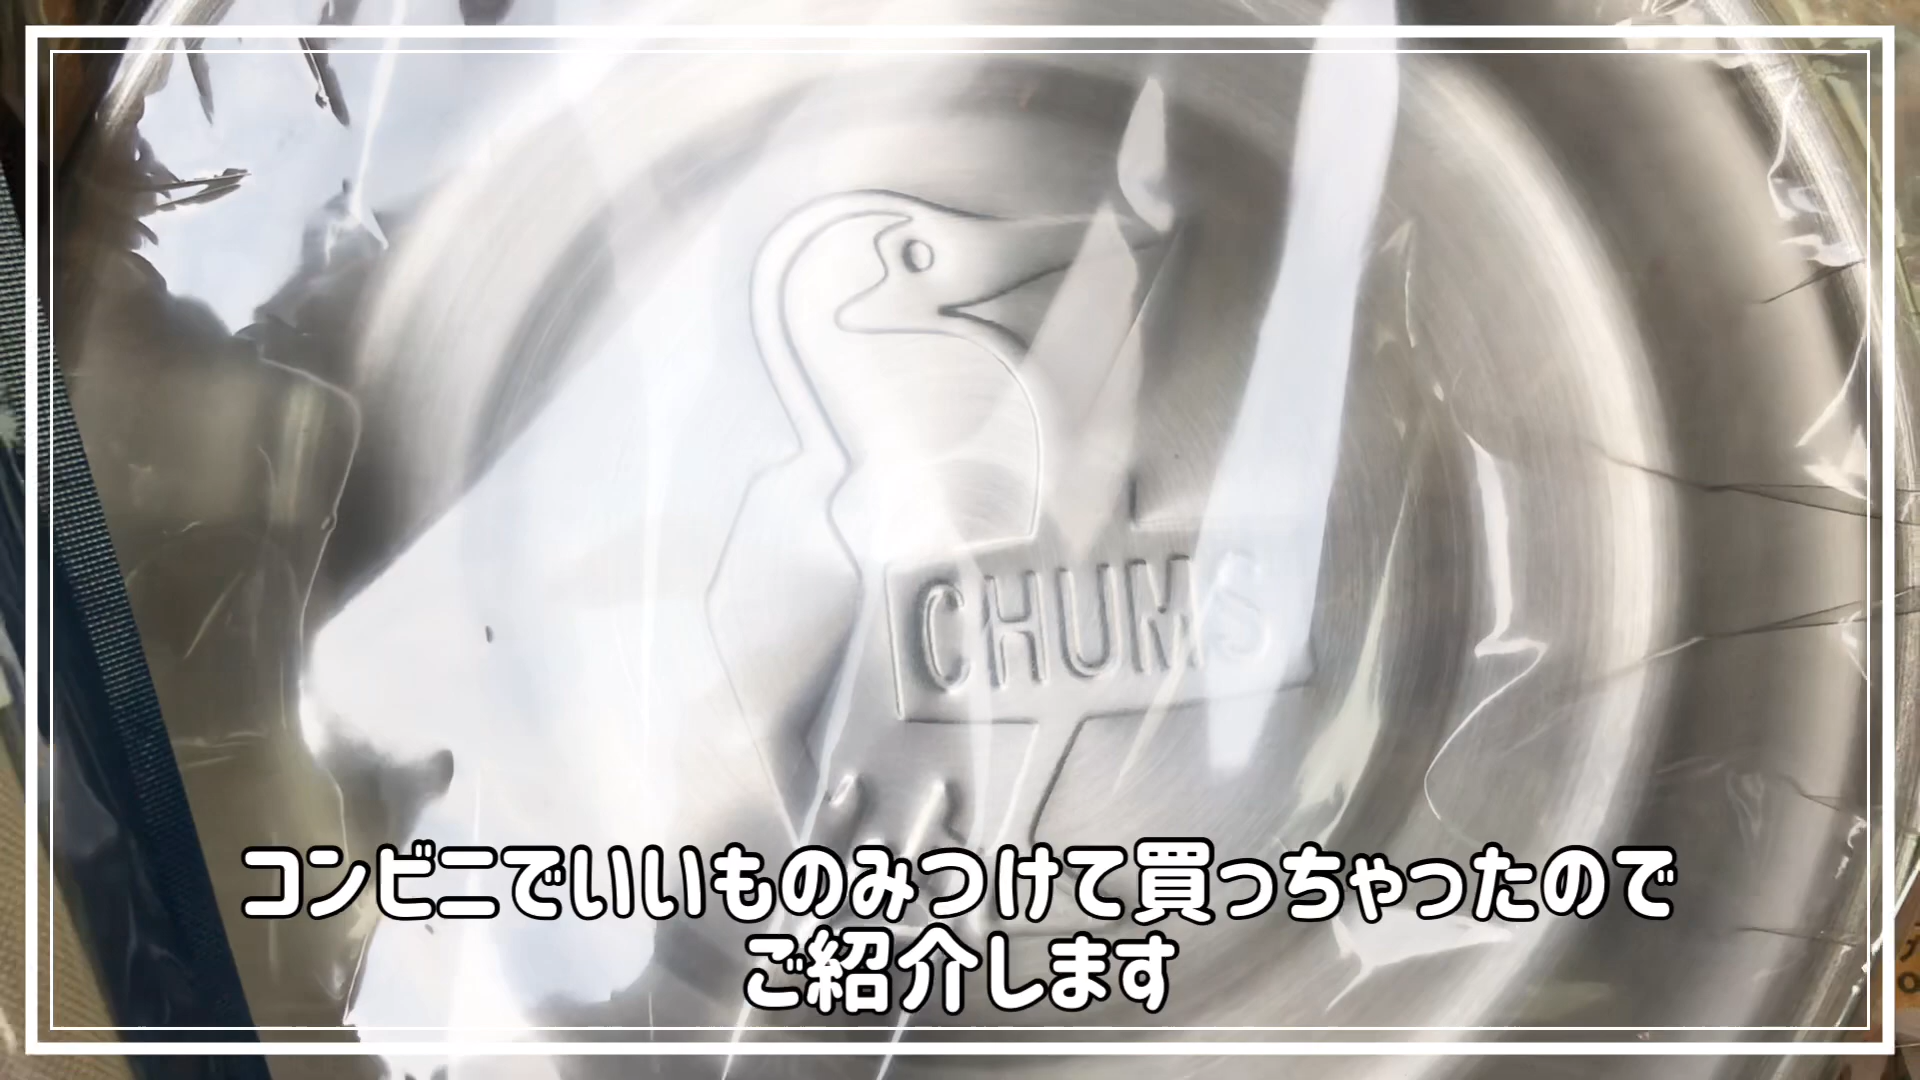 CHUMS
コンビニでいいものみつけて買っちゃったので
ご紹介します